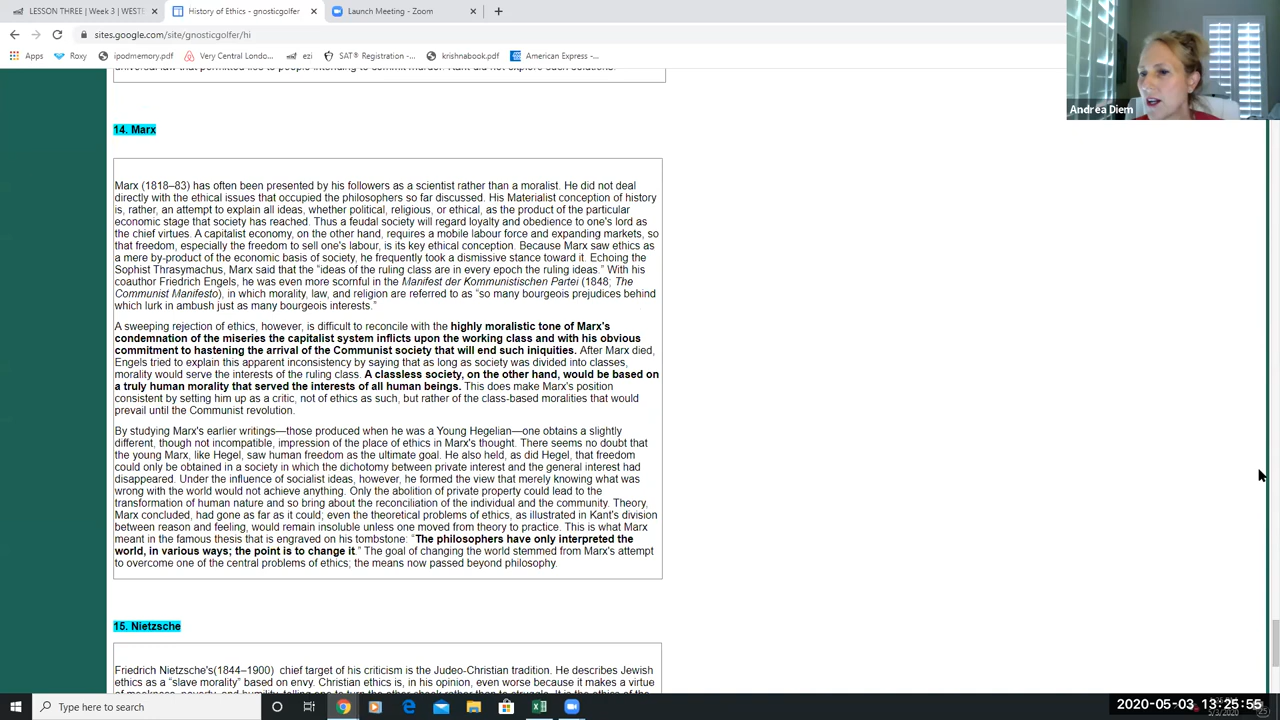 LESSON THREE | Week 3 | WEST
History of Ethics - gnosticgolfer
Launch Meeting - Zoom
sites.google.com/site/gnosticgolfer/hi
Apps
Roxy
ipodmemory.pdf
Very Central Londo...
ezi
SAT® Registration -...
krishnabook.pdf
American Express -...
Andrea Diem
14. Marx
Marx (1818–83) has often been presented by his followers as a scientist rather than a moralist. He did not deal
directly with the ethical issues that occupied the philosophers so far discussed. His Materialist conception of history
is, rather, an attempt to explain all ideas, whether political, religious, or ethical, as the product of the particular
economic stage that society has reached. Thus a feudal society will regard loyalty and obedience to one's lord as
the chief virtues. A capitalist economy, on the other hand, requires a mobile labour force and expanding markets, so
that freedom, especially the freedom to sell one's labour, is its key ethical conception. Because Marx saw ethics as
a mere by-product of the economic basis of society, he frequently took a dismissive stance toward it. Echoing the
Sophist Thrasymachus, Marx said that the “ideas of the ruling class are in every epoch the ruling ideas.” With his
coauthor Friedrich Engels, he was even more scornful in the Manifest der Kommunistischen Partei (1848; The
Communist Manifesto), in which morality, law, and religion are referred to as “so many bourgeois prejudices behind
which lurk in ambush just as many bourgeois interests.”
A sweeping rejection of ethics, however, is difficult to reconcile with the highly moralistic tone of Marx's
condemnation of the miseries the capitalist system inflicts upon the working class and with his obvious
commitment to hastening the arrival of the Communist society that will end such iniquities. After Marx died,
Engels tried to explain this apparent inconsistency by saying that as long as society was divided into classes,
morality would serve the interests of the ruling class. A classless society, on the other hand, would be based on
a truly human morality that served the interests of all human beings. This does make Marx's position
consistent by setting him up as a critic, not of ethics as such, but rather of the class-based moralities that would
prevail until the Communist revolution.
By studying Marx's earlier writings—those produced when he was a Young Hegelian—one obtains a slightly
different, though not incompatible, impression of the place of ethics in Marx's thought. There seems no doubt that
the young Marx, like Hegel, saw human freedom as the ultimate goal. He also held, as did Hegel, that freedom
could only be obtained in a society in which the dichotomy between private interest and the general interest had
disappeared. Under the influence of socialist ideas, however, he formed the view that merely knowing what was
wrong with the world would not achieve anything. Only the abolition of private property could lead to the
transformation of human nature and so bring about the reconciliation of the individual and the community. Theory,
Marx concluded, had gone as far as it could; even the theoretical problems of ethics, as illustrated in Kant's division
between reason and feeling, would remain insoluble unless one moved from theory to practice. This is what Marx
meant in the famous thesis that is engraved on his tombstone: “The philosophers have only interpreted the
world, in various ways; the point is to change it.” The goal of changing the world stemmed from Marx's attempt
to overcome one of the central problems of ethics; the means now passed beyond philosophy.
15. Nietzsche
Friedrich Nietzsche's(1844–1900) chief target of his criticism is the Judeo-Christian tradition. He describes Jewish
ethics as a “slave morality” based on envy. Christian ethics is, in his opinion, even worse because it makes a virtue
Type here to search
2020-05-03 13:25:55